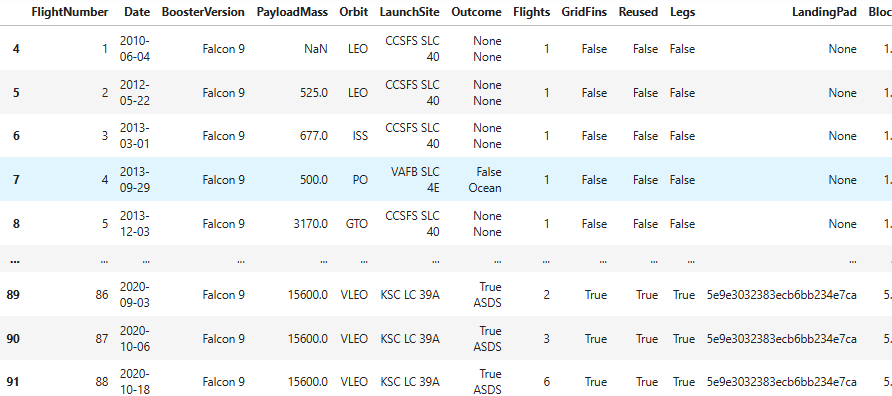 FlightNumber Date BoosterVersion PayloadMass Orbit LaunchSite Outcome Flights GridFins Reused Legs LandingPad Bloc
4 1 2010-06-04 Falcon 9 NaN LEO CCSFS SLC 40 None None 1 False False False None 1.
5 2 2012-05-22 Falcon 9 525.0 LEO CCSFS SLC 40 None None 1 False False False None 1.
6 3 2013-03-01 Falcon 9 677.0 ISS CCSFS SLC 40 None None 1 False False False None 1.
7 4 2013-09-29 Falcon 9 500.0 PO VAFB SLC 4E False Ocean 1 False False False None 1.
8 5 2013-12-03 Falcon 9 3170.0 GTO CCSFS SLC 40 None None 1 False False False None 1.
... ... ... ... ... ... ... ... ... ... ... ... ...
89 86 2020-09-03 Falcon 9 15600.0 VLEO KSC LC 39A True ASDS 2 True True True 5e9e3032383ecb6bb234e7ca 5.
90 87 2020-10-06 Falcon 9 15600.0 VLEO KSC LC 39A True ASDS 3 True True True 5e9e3032383ecb6bb234e7ca 5.
91 88 2020-10-18 Falcon 9 15600.0 VLEO KSC LC 39A True ASDS 6 True True True 5e9e3032383ecb6bb234e7ca 5.